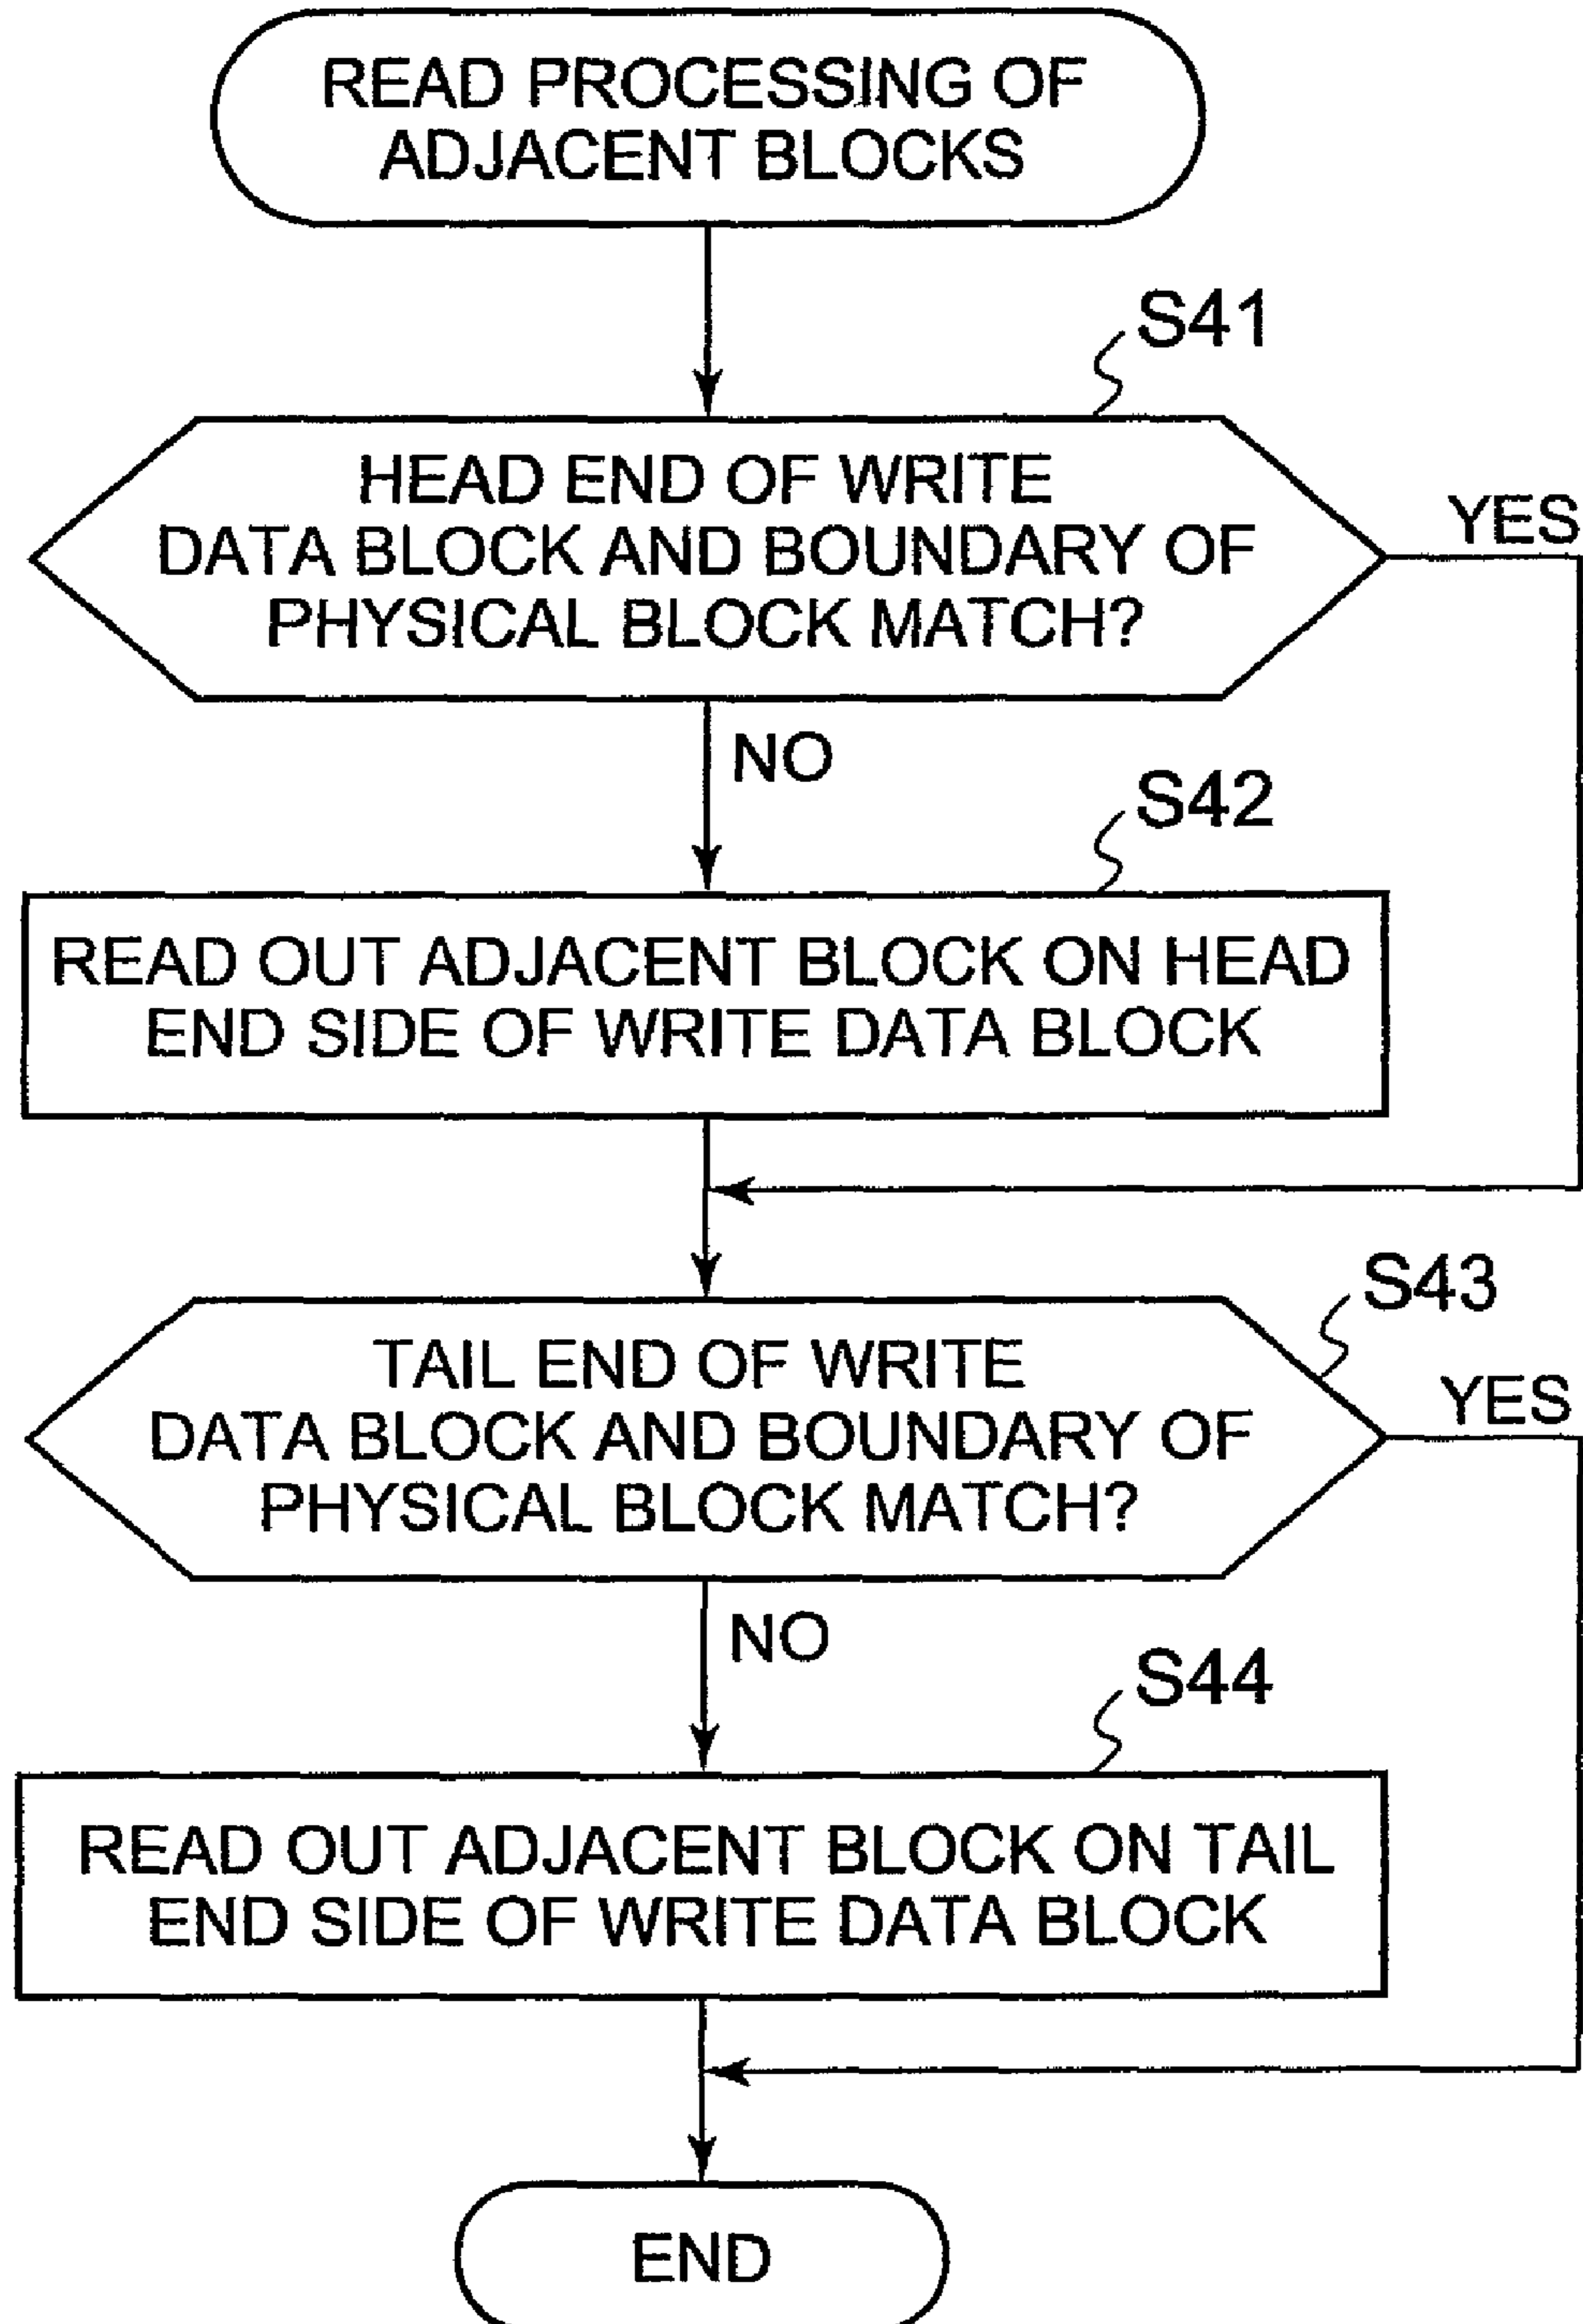 READ PROCESSING OF
ADJACENT BLOCKS
S41
HEAD END OF WRITE
DATA BLOCK AND BOUNDARY OF
PHYSICAL BLOCK MATCH?
YES
NO
S42
READ OUT ADJACENT BLOCK ON HEAD
END SIDE OF WRITE DATA BLOCK
S43
TAIL END OF WRITE
DATA BLOCK AND BOUNDARY OF
PHYSICAL BLOCK MATCH?
YES
NO
S44
READ OUT ADJACENT BLOCK ON TAIL
END SIDE OF WRITE DATA BLOCK
END